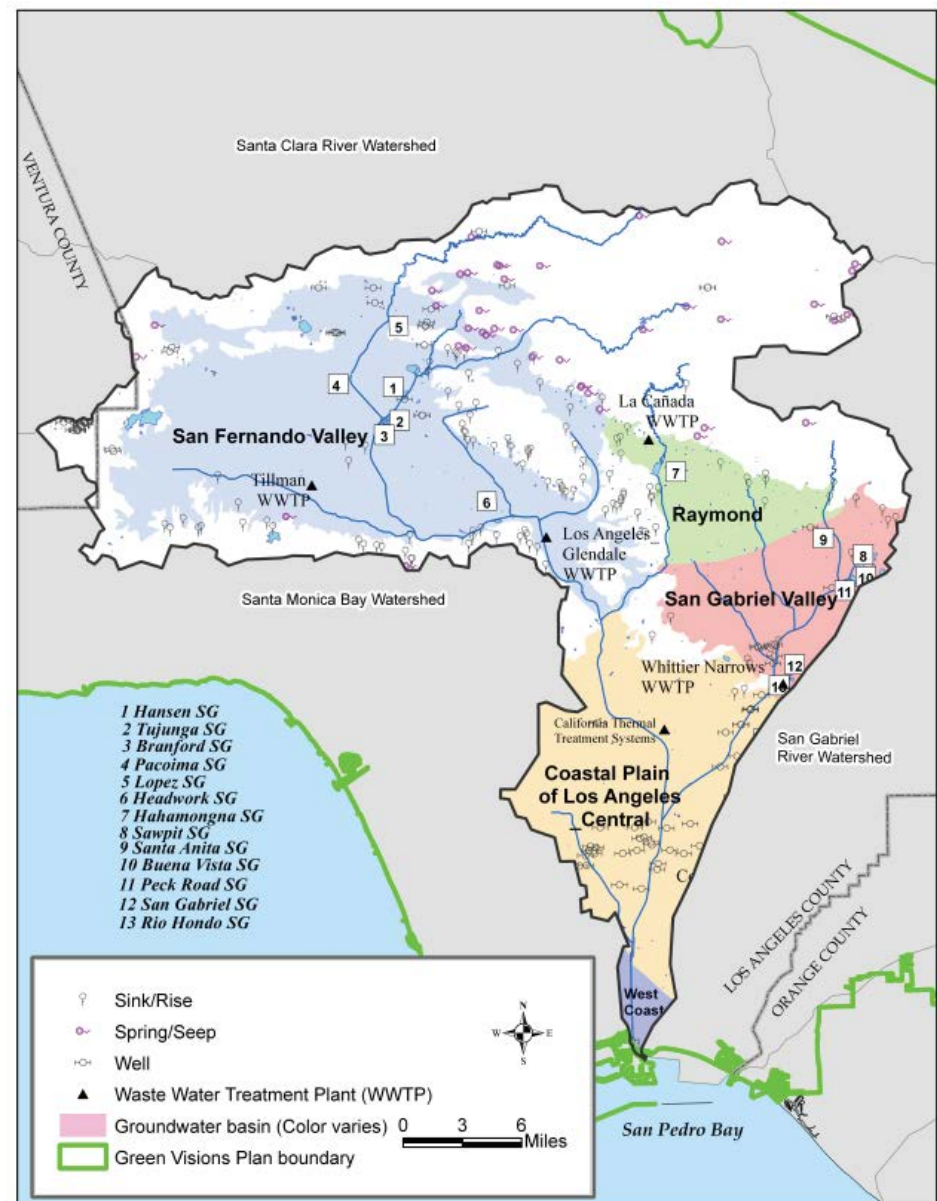 Santa Clara River Watershed
VENTURA COUNTY
5
4
1
2
3
San Fernando Valley
Tillman
WWTP
6
La Cañada
WWTP
7
Raymond
Los Angeles
Glendale
WWTP
9
8
10
11
San Gabriel Valley
Santa Monica Bay Watershed
Whittier Narrows
WWTP
12
California Thermal
Treatment Systems
San Gabriel
River Watershed
Coastal Plain
of Los Angeles
Central
LOS ANGELES COUNTY
ORANGE COUNTY
West
Coast
San Pedro Bay
1 Hansen SG
2 Tujunga SG
3 Branford SG
4 Pacoima SG
5 Lopez SG
6 Headwork SG
7 Hahamongna SG
8 Sawpit SG
9 Santa Anita SG
10 Buena Vista SG
11 Peck Road SG
12 San Gabriel SG
13 Rio Hondo SG
Sink/Rise
Spring/Seep
Well
Waste Water Treatment Plant (WWTP)
Groundwater basin (Color varies)
Green Visions Plan boundary
N
W E
S
0 3 6
Miles